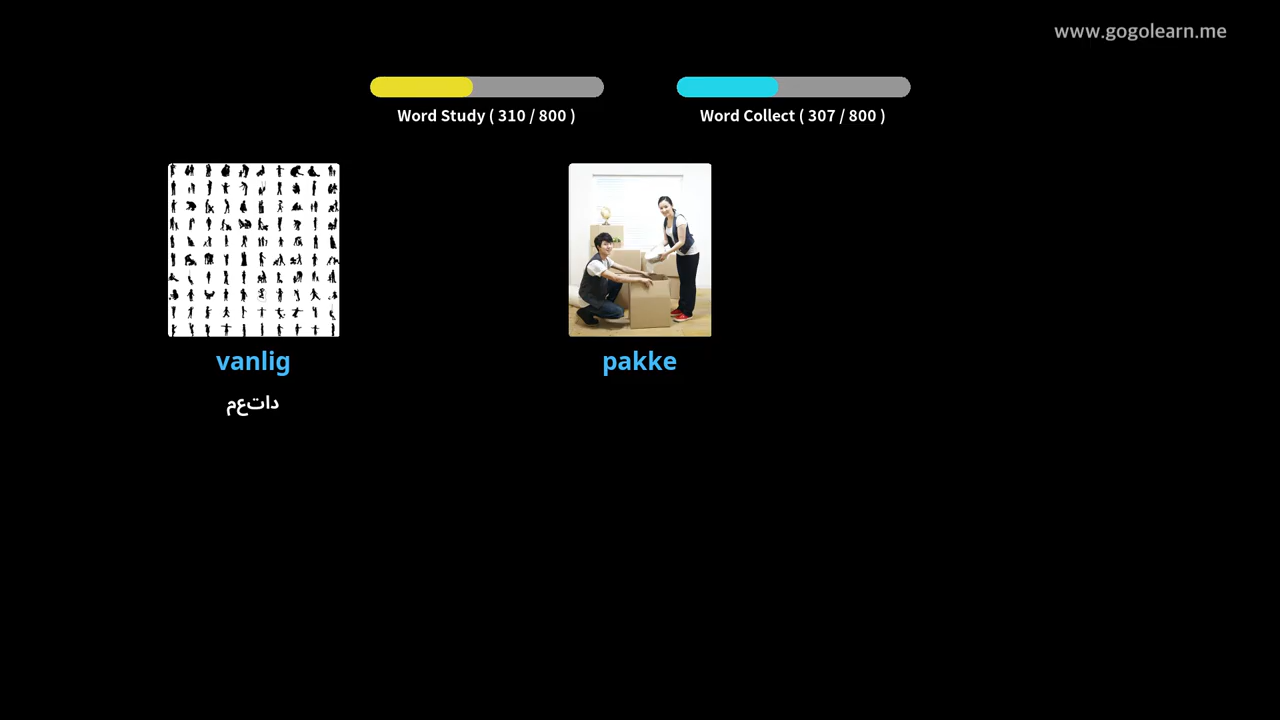 www.gogolearn.me
Word Study ( 310 / 800 )
Word Collect ( 307 / 800 )
vanlig
pakke
معتاد